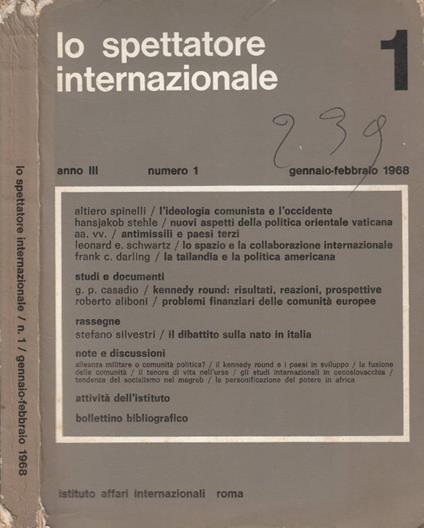 lo spettatore
internazionale
1
239
anno III numero 1 gennaio-febbraio 1968
altiero spinelli / l'ideologia comunista e l'occidente
hansjakob stehle / nuovi aspetti della politica orientale vaticana
aa. vv. / antimissili e paesi terzi
leonard e. schwartz / lo spazio e la collaborazione internazionale
frank c. darling / la tailandia e la politica americana
studi e documenti
g. p. casadio / kennedy round: risultati, reazioni, prospettive
roberto aliboni / problemi finanziari delle comunità europee
rassegne
stefano silvestri / il dibattito sulla nato in italia
note e discussioni
alleanza militare o comunità politica? / il kennedy round e i paesi in sviluppo / la fusione
delle comunità / il tenore di vita nell'urss / gli studi internazionali in cecoslovacchia /
tendenze del socialismo nel magreb / la personificazione del potere in africa
attività dell'istituto
bollettino bibliografico
istituto affari internazionali roma
lo spettatore internazionale / n. 1 / gennaio-febbraio 1968